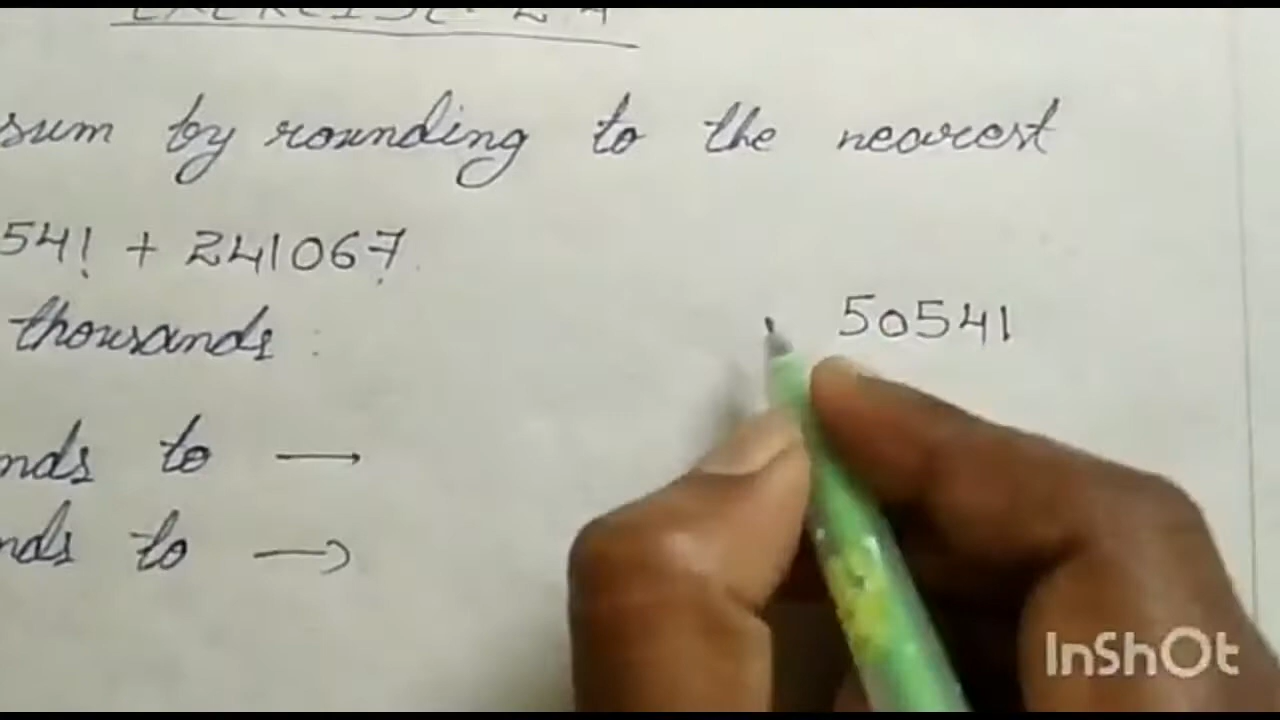 sum by rounding to the nearest
541 + 241067
thousands :
50541
nds to →
nds to →
InShOt